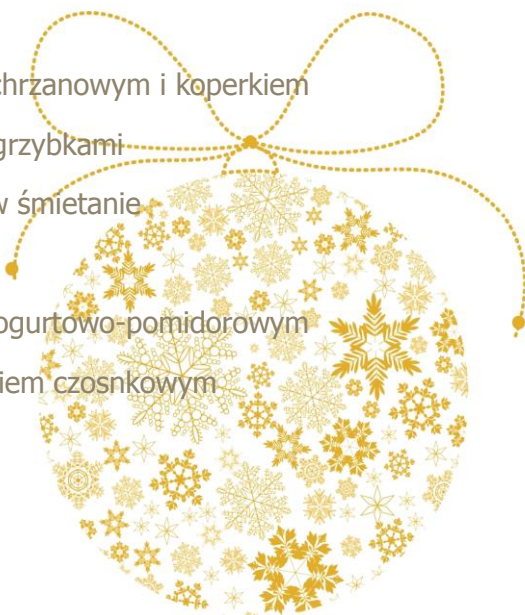 chrzanowym i koperkiem
grzybkami
w śmietanie
ogurtowo-pomidorowym
iem czosnkowym